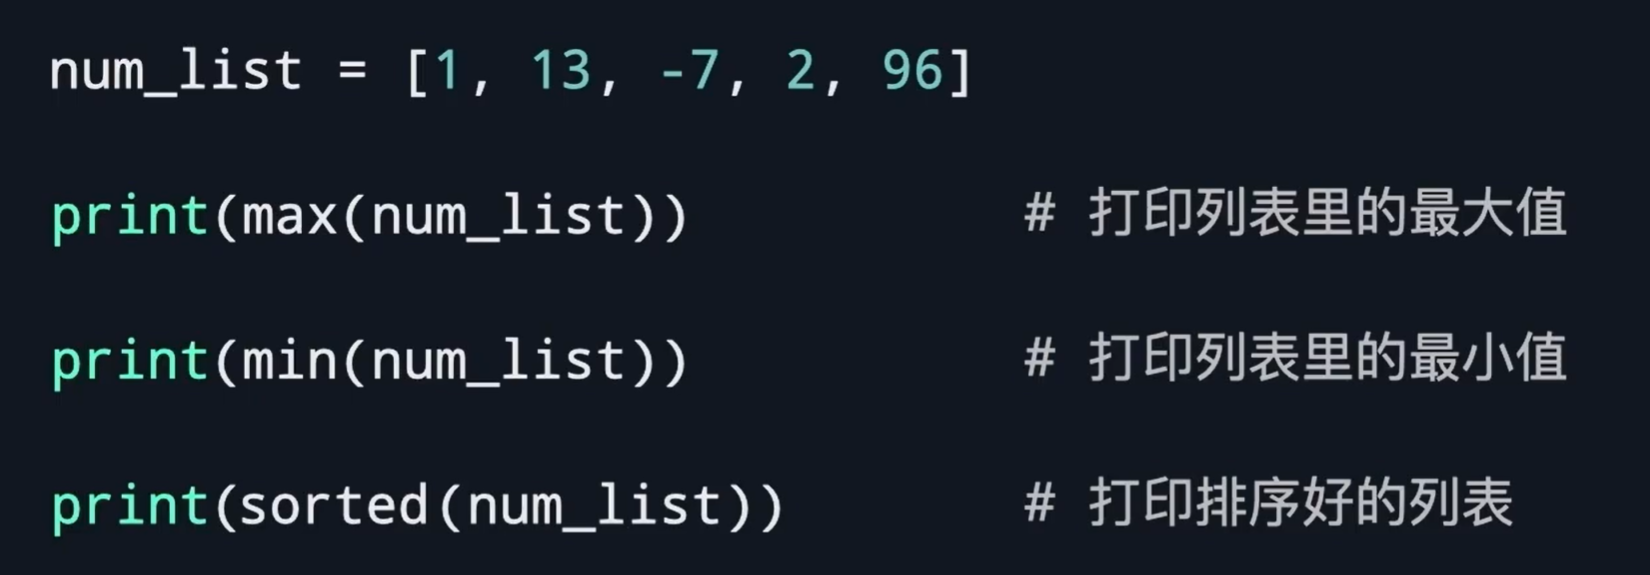 num_list = [1, 13, -7, 2, 96]
print(max(num_list)) # 打印列表里的最大值
print(min(num_list)) # 打印列表里的最小值
print(sorted(num_list)) # 打印排序好的列表